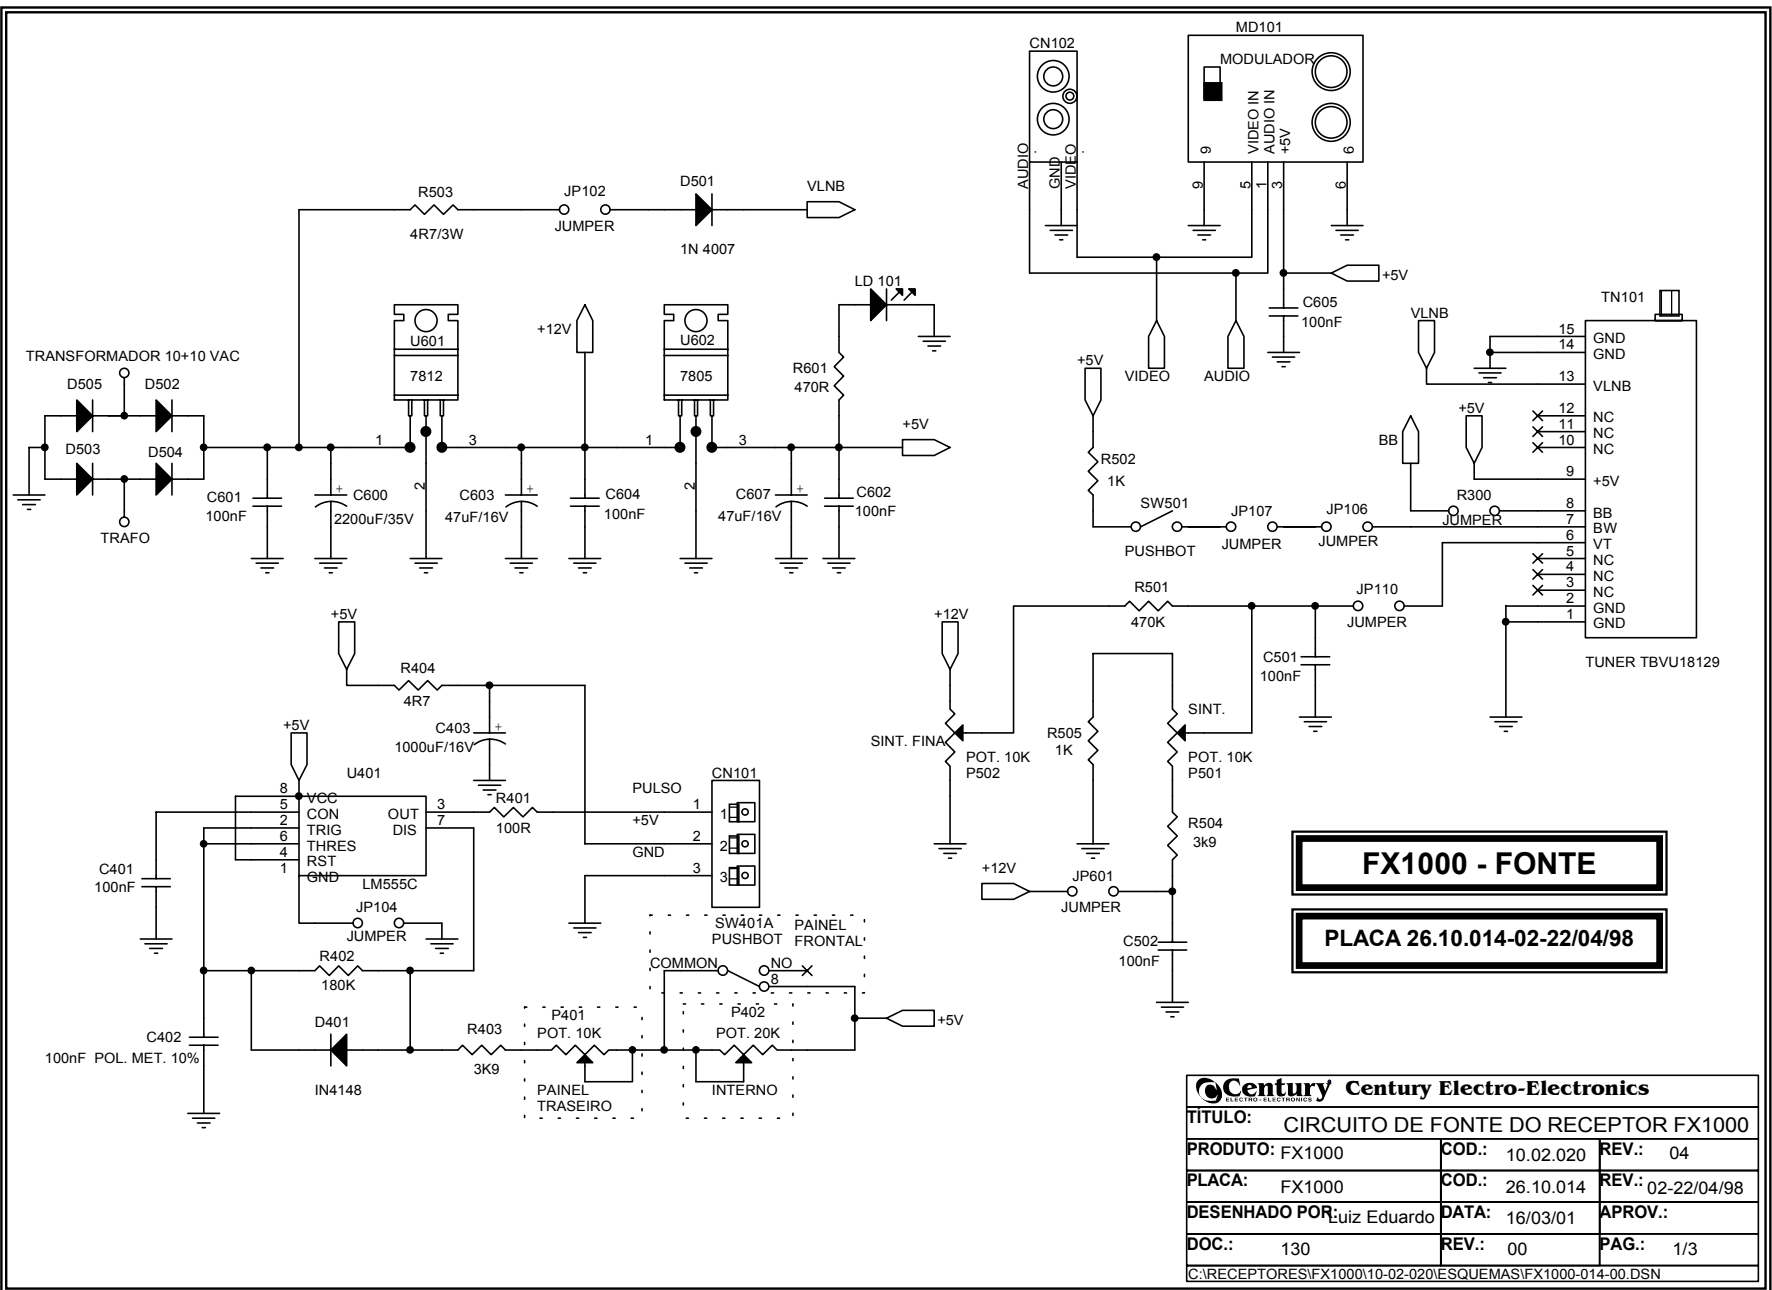 MD101
CN102
MODULADOR
VIDEO IN
AUDIO IN
+5V
9
6
AUDIO
GND
VIDEO
9
5
1
3
6
+5V
C605
100nF
VIDEO
AUDIO
R503
4R7/3W
JP102
JUMPER
D501
1N 4007
VLNB
LD 101
+12V
U601
7812
U602
7805
R601
470R
TRANSFORMADOR 10+10 VAC
D505
D502
D503
D504
TRAFO
1
3
2
1
3
2
+5V
C601
100nF
C600
+
2200uF/35V
C603
+
47uF/16V
C604
100nF
C607
+
47uF/16V
C602
100nF
TN101
VLNB
15
GND
14
GND
13
VLNB
12
NC
11
NC
10
NC
9
+5V
8
BB
7
BW
6
VT
5
NC
4
NC
3
NC
2
GND
1
GND
TUNER TBVU18129
+5V
BB
+5V
R300
JUMPER
R502
1K
SW501
PUSHBOT
JP107
JUMPER
JP106
JUMPER
R501
470K
JP110
JUMPER
+12V
C501
100nF
SINT. FINA
POT. 10K
P502
R505
1K
SINT.
POT. 10K
P501
R504
3k9
+12V
JP601
JUMPER
C502
100nF
+5V
R404
4R7
C403
+
1000uF/16V
+5V
U401
8
VCC
5
CON
2
TRIG
6
THRES
4
RST
1
GND
OUT
3
DIS
7
LM555C
R401
100R
C401
100nF
JP104
JUMPER
CN101
PULSO
1
1
+5V
2
2
GND
3
3
SW401A
PUSHBOT
PAINEL
FRONTAL
COMMON
NO
8
R402
180K
D401
IN4148
C402
100nF POL. MET. 10%
R403
3K9
P401
POT. 10K
PAINEL
TRASEIRO
P402
POT. 20K
INTERNO
+5V
FX1000 - FONTE
PLACA 26.10.014-02-22/04/98
Century Century Electro-Electronics
ELECTRO-ELECTRONICS
TÍTULO: CIRCUITO DE FONTE DO RECEPTOR FX1000
PRODUTO: FX1000 COD.: 10.02.020 REV.: 04
PLACA: FX1000 COD.: 26.10.014 REV.: 02-22/04/98
DESENHADO POR: Luiz Eduardo DATA: 16/03/01 APROV.:
DOC.: 130 REV.: 00 PAG.: 1/3
C:\RECEPTORES\FX1000\10-02-020\ESQUEMAS\FX1000-014-00.DSN